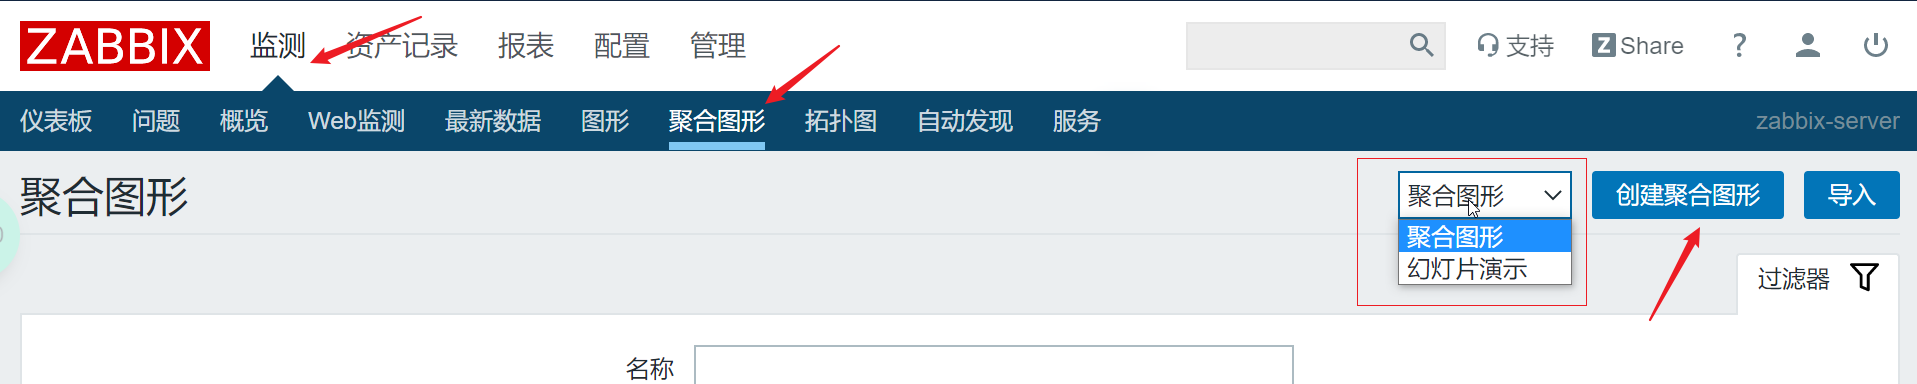 ZABBIX 监测 资产记录 报表 配置 管理 支持 Z Share ?
仪表板 问题 概览 Web监测 最新数据 图形 聚合图形 拓扑图 自动发现 服务 zabbix-server
聚合图形 聚合图形 创建聚合图形 导入
聚合图形
幻灯片演示
过滤器
名称